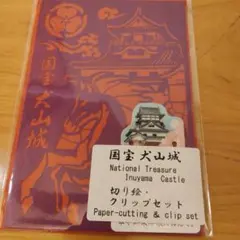 国宝犬山城
国宝 犬山城
National Treasure
Inuyama Castle
切り絵・
クリップセット
Paper-cutting & clip set